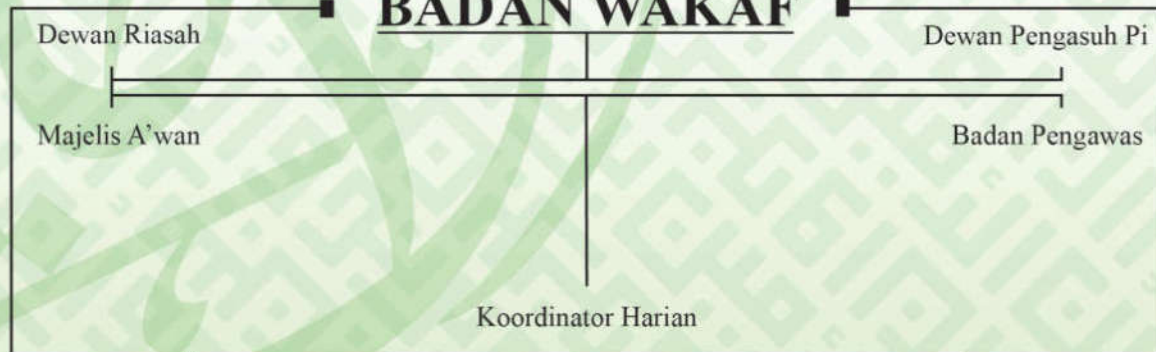 BADAN WAKAF
Dewan Riasah
Dewan Pengasuh Pi
Majelis A’wan
Badan Pengawas
Koordinator Harian